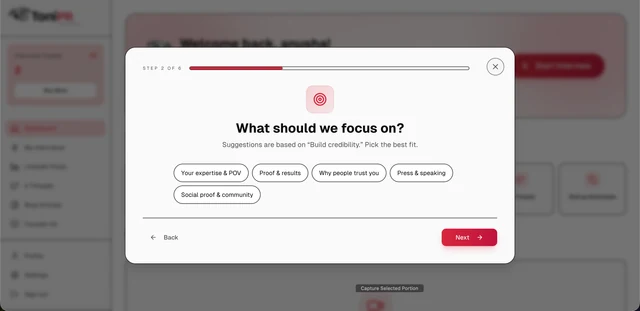 Welcome back, anusha!
STEP 2 OF 6
What should we focus on?
Suggestions are based on “Build credibility.” Pick the best fit.
Your expertise & POV
Proof & results
Why people trust you
Press & speaking
Social proof & community
Back
Next
Capture Selected Portion